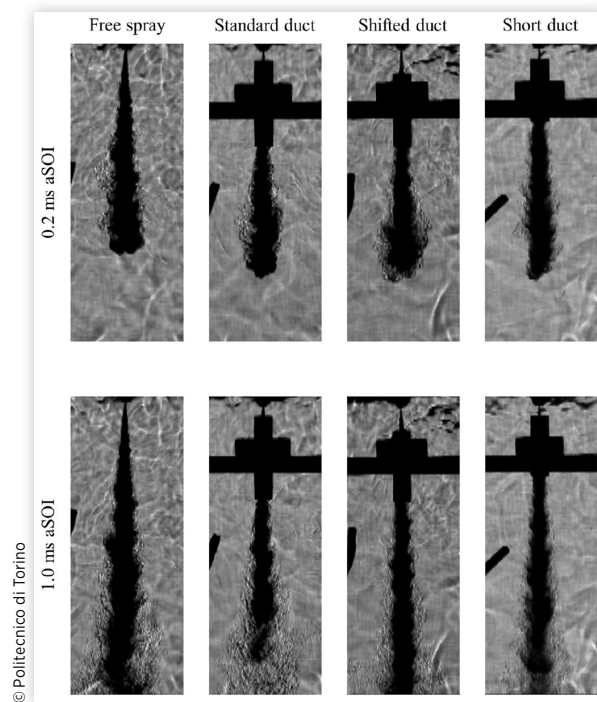 Free spray
Standard duct
Shifted duct
Short duct
0.2 ms aSOI
1.0 ms aSOI
© Politecnico di Torino